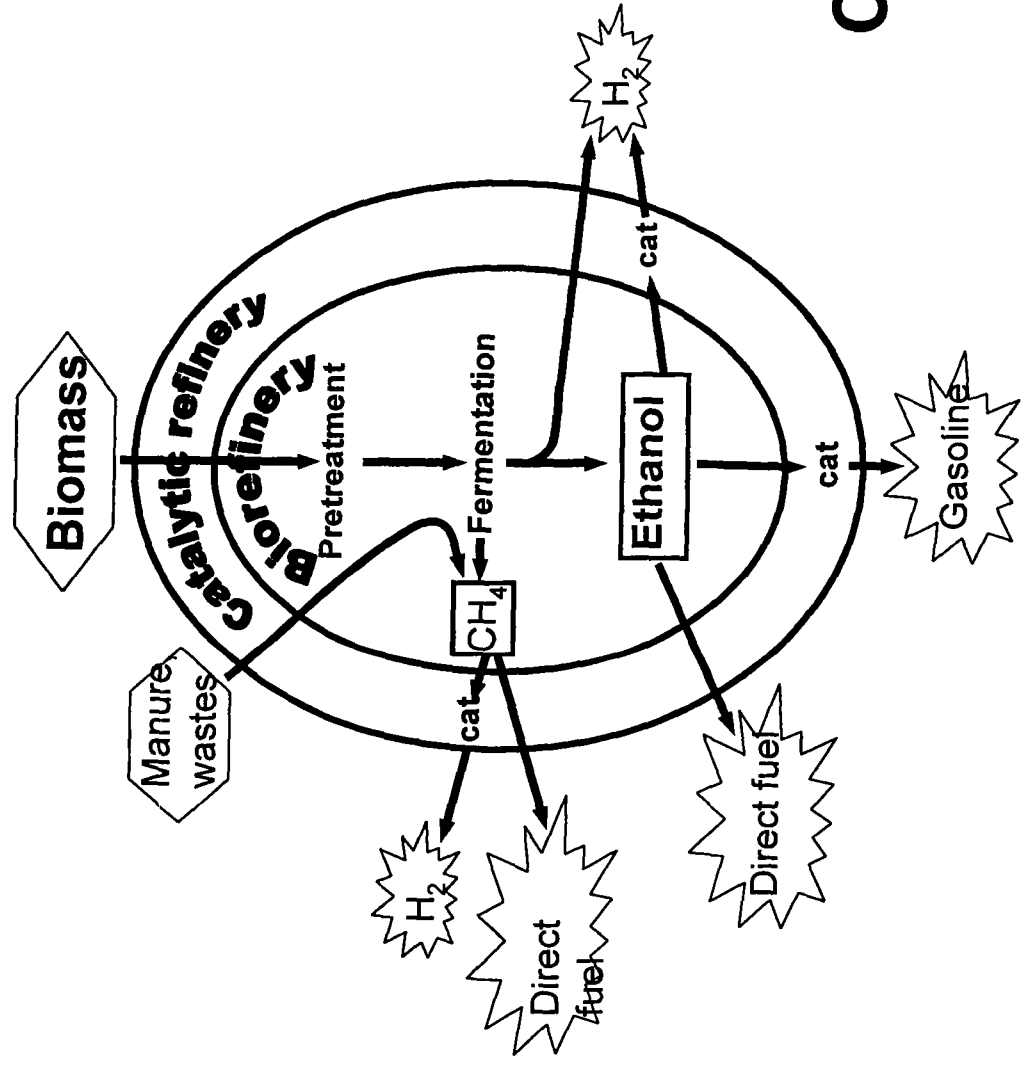 Biomass
Manure,
wastes
Catalytic refinery
Biorefinery
Pretreatment
H₂
cat
CH₄
Fermentation
Direct
fuel
H₂
cat
Ethanol
Direct fuel
cat
Gasoline
C